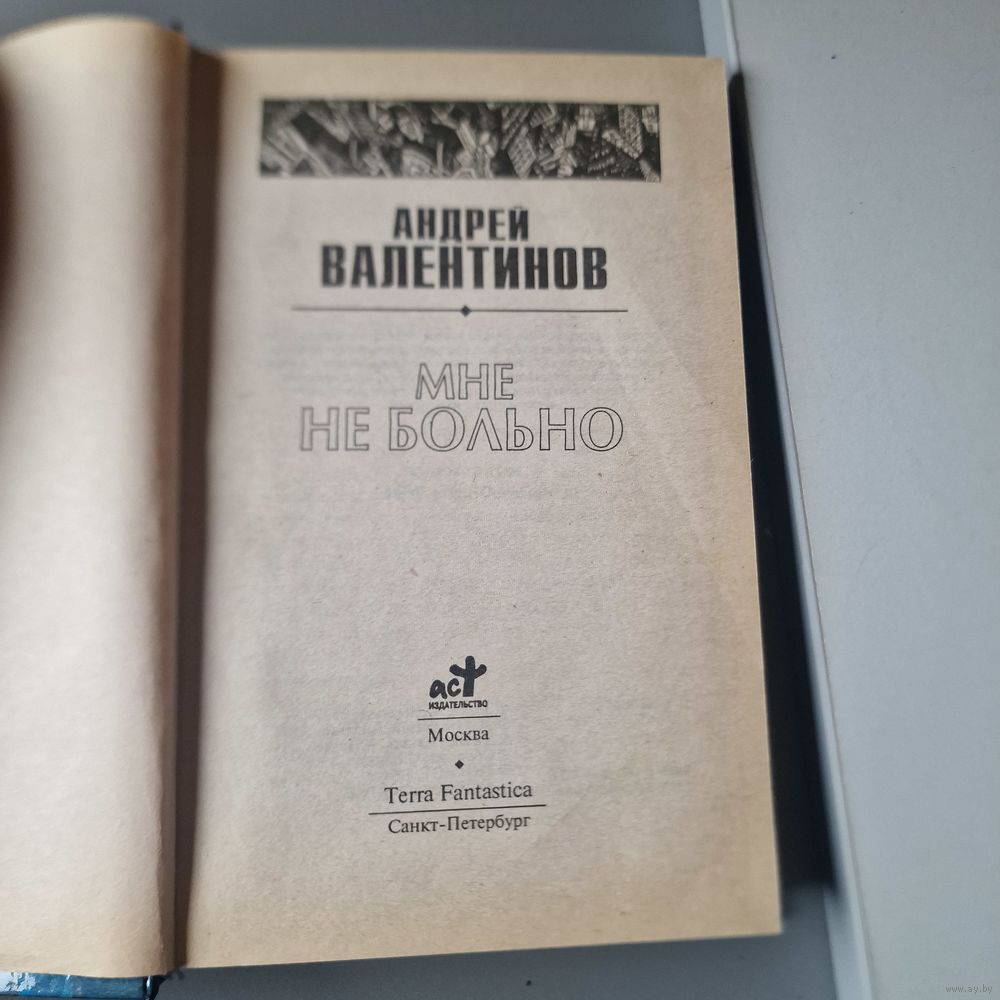 АНДРЕЙ
ВАЛЕНТИНОВ
МНЕ
НЕ БОЛЬНО
аст
ИЗДАТЕЛЬСТВО
Москва
Terra Fantastica
Санкт-Петербург
www.ay.by